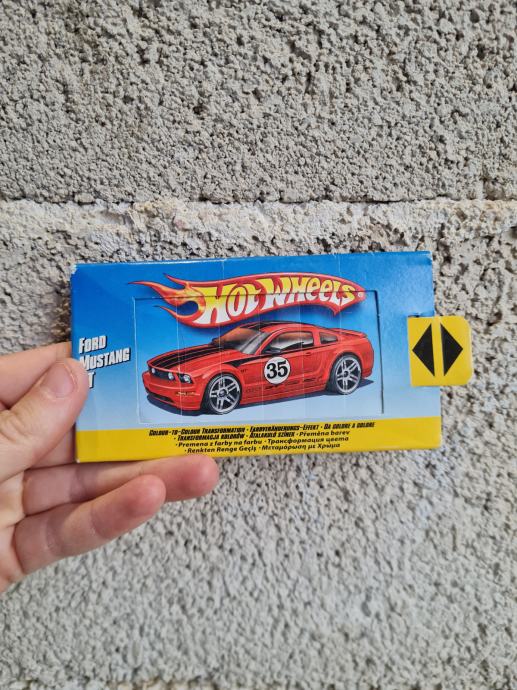 HOT WHEELS
FORD
MUSTANG
T
35
COLOUR-TO-COLOUR TRANSFORMATION • FARBVERÄNDERUNGS-EFFEKT • DA COLORE A COLORE
• TRANSFORMACJA KOLORÓW • ÁTALAKULÓ SZÍNEK • Přeměna barev
• Premena z farby na farbu • Трансформация цвета
• Renkten Renge Geçiş • Μεταμόρφωση με Χρώμα